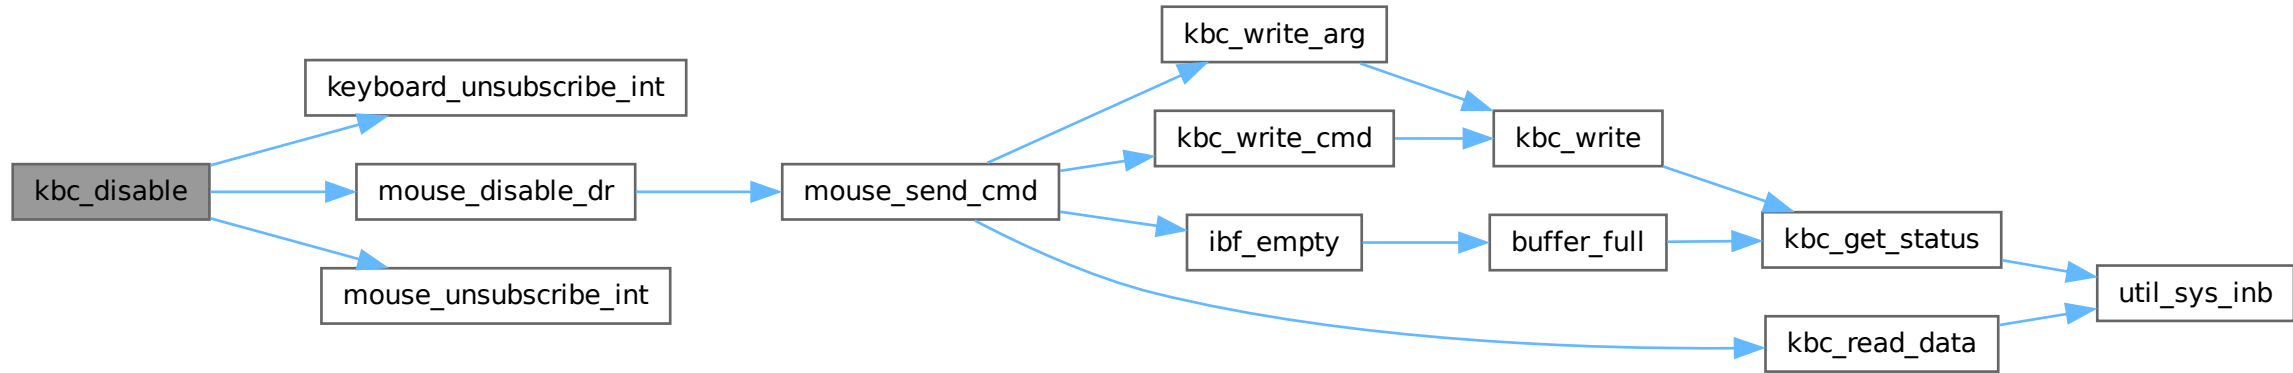 kbc_disable
keyboard_unsubscribe_int
mouse_disable_dr
mouse_unsubscribe_int
mouse_send_cmd
kbc_write_arg
kbc_write_cmd
ibf_empty
kbc_write
buffer_full
kbc_get_status
kbc_read_data
util_sys_inb